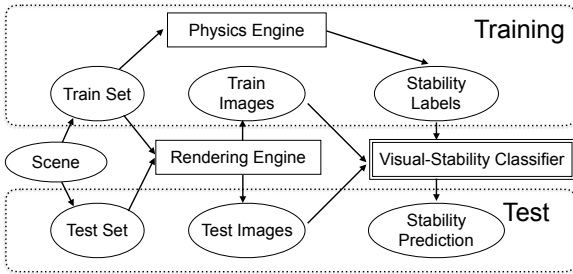 Physics Engine
Training
Train Set
Train
Images
Stability
Labels
Scene
Rendering Engine
Visual-Stability Classifier
Test Set
Test Images
Stability
Prediction
Test